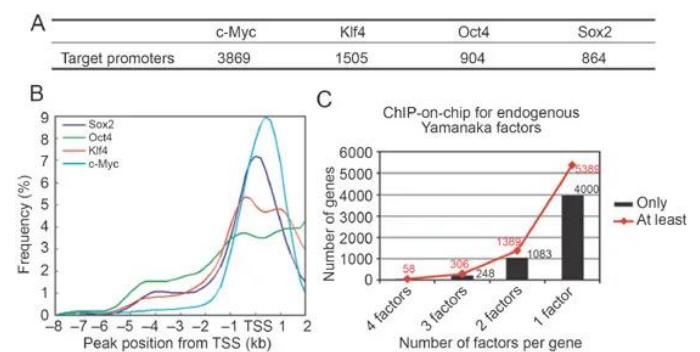 A
c-Myc Klf4 Oct4 Sox2
Target promoters 3869 1505 904 864
B
9
8
7
6
5
4
3
2
1
0
Frequency (%)
Sox2
Oct4
Klf4
c-Myc
–8 –7 –6 –5 –4 –3 –2 –1 TSS 1 2
Peak position from TSS (kb)
C
ChIP-on-chip for endogenous
Yamanaka factors
6000
5000
4000
3000
2000
1000
0
Number of genes
58
306
248
1389
1083
5389
4000
Only
At least
4 factors
3 factors
2 factors
1 factor
Number of factors per gene